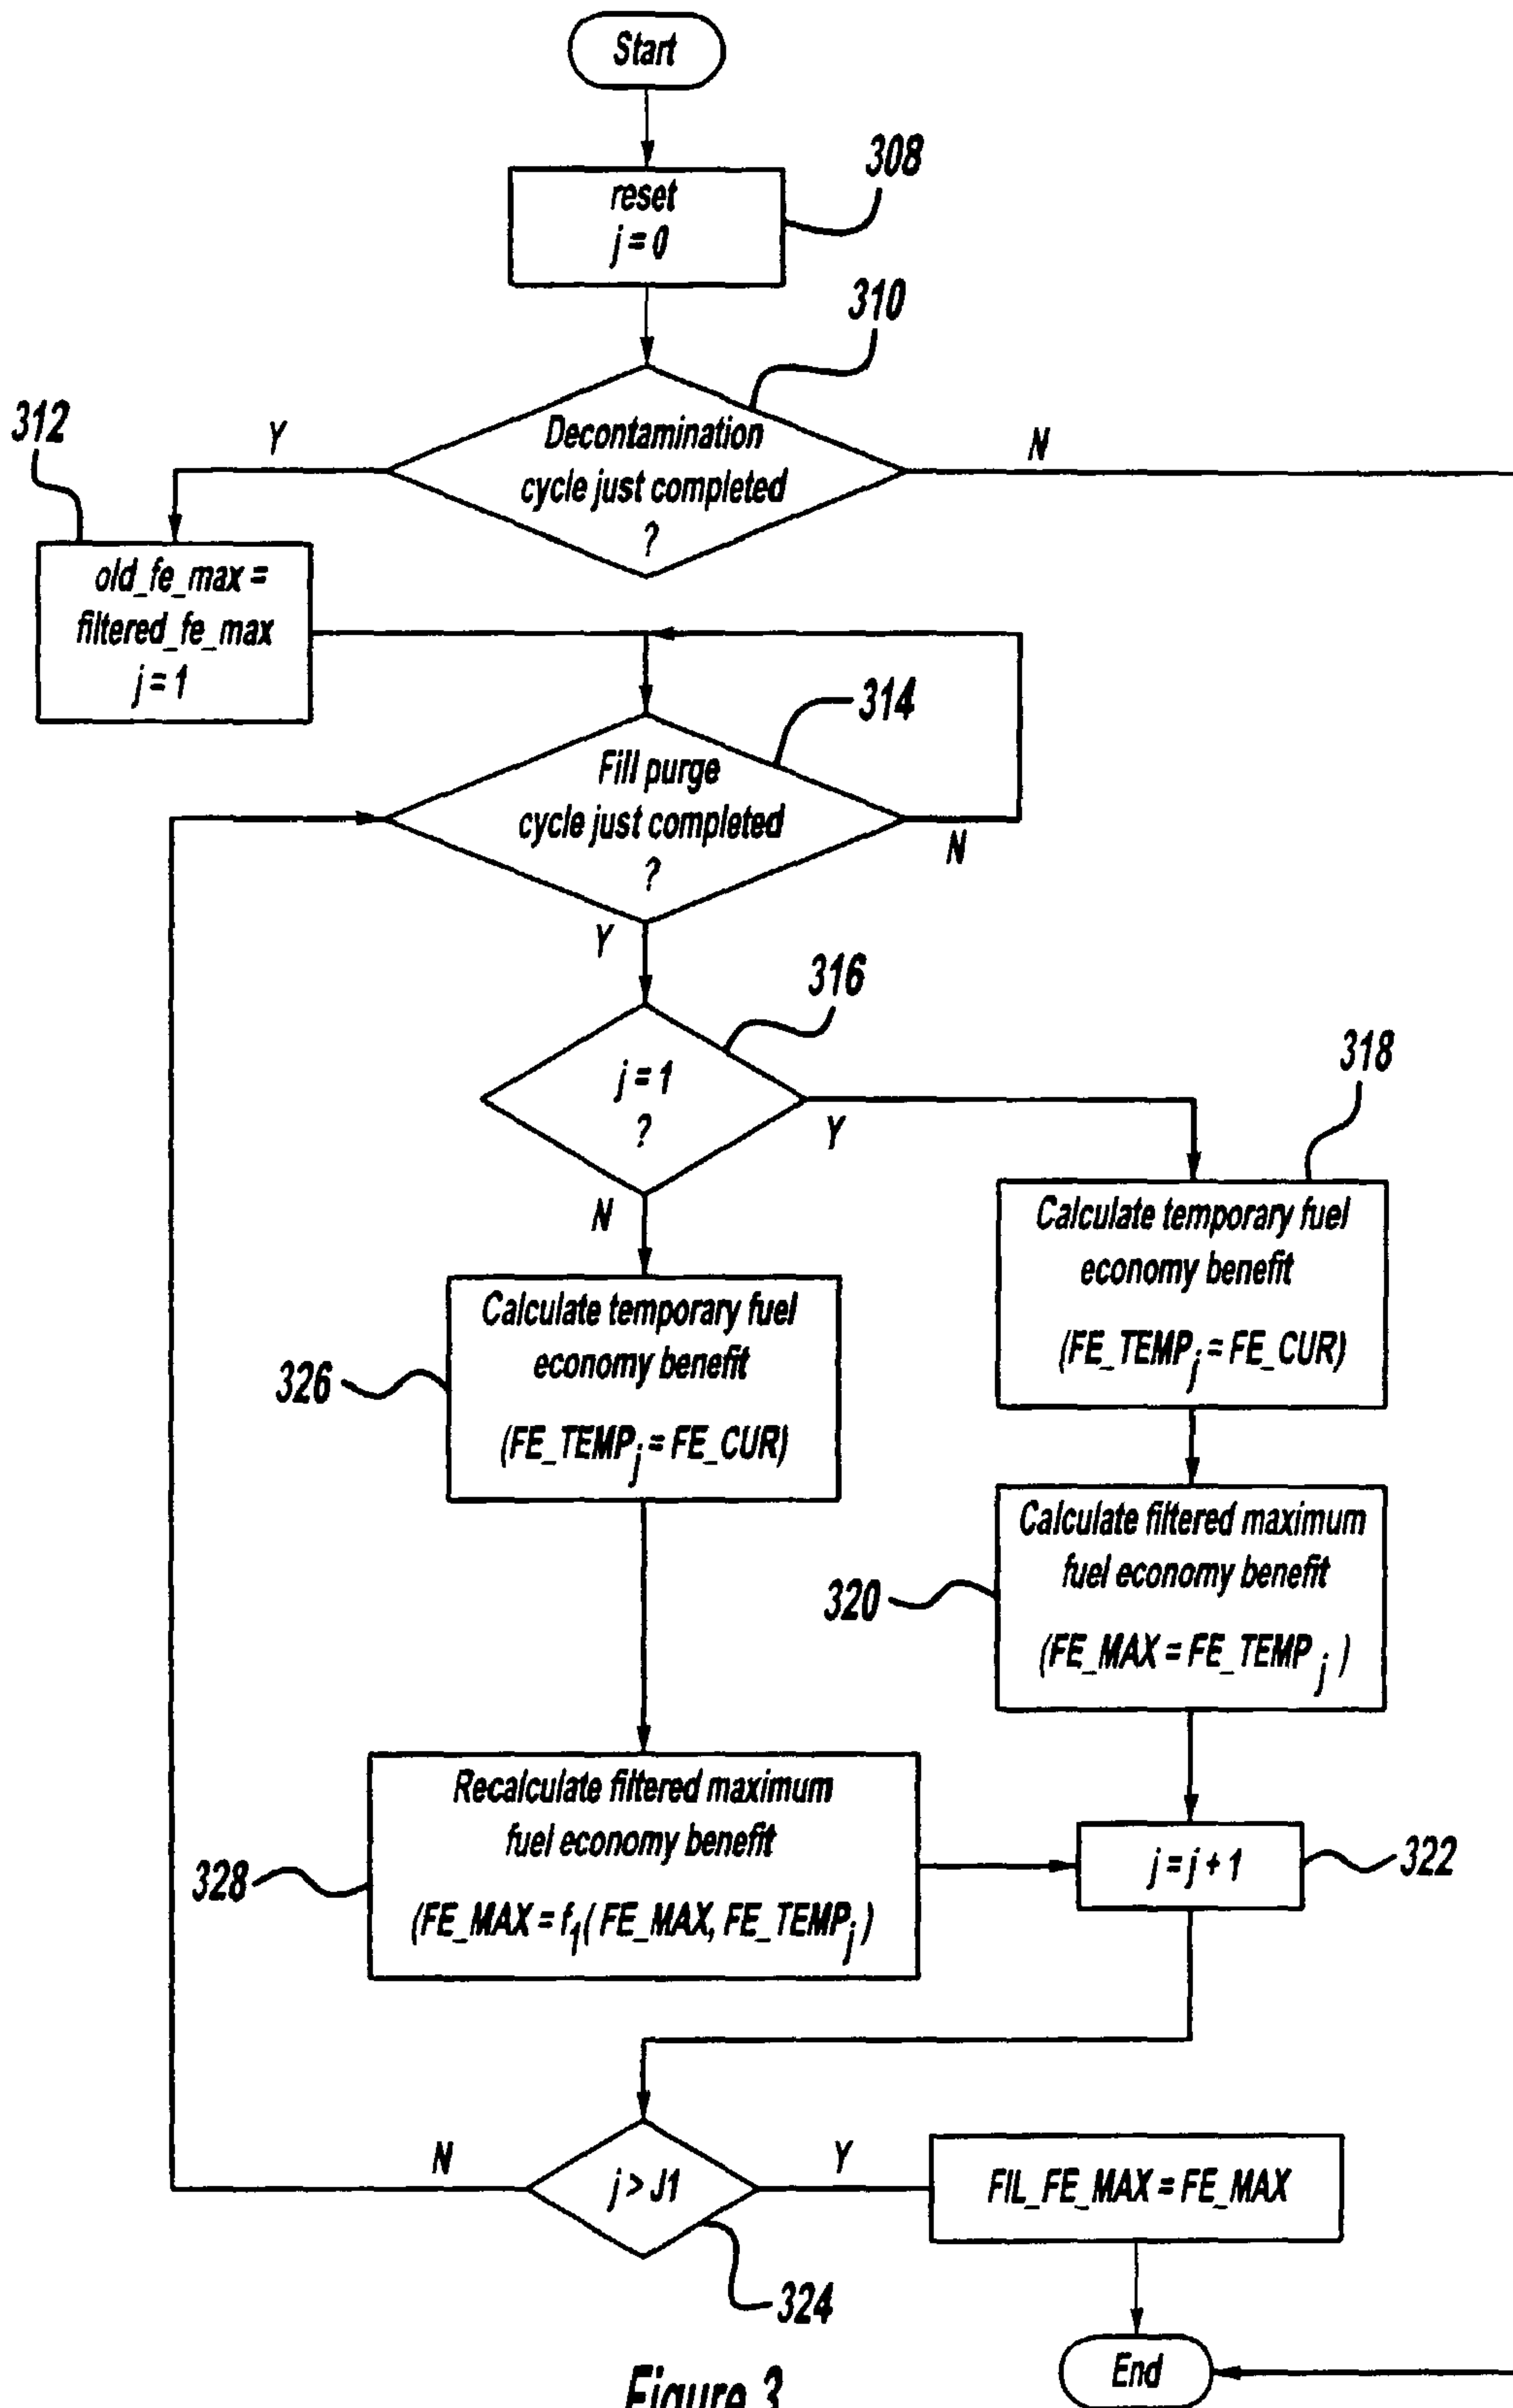 Start
308
reset
j = 0
310
312
Y
N
Decontamination
cycle just completed
?
old_fe_max =
filtered_fe_max
j = 1
314
Fill purge
cycle just completed
?
N
Y
316
j = 1
?
Y
N
318
Calculate temporary fuel
economy benefit
(FE_TEMPj = FE_CUR)
326
Calculate temporary fuel
economy benefit
(FE_TEMPj = FE_CUR)
320
Calculate filtered maximum
fuel economy benefit
(FE_MAX = FE_TEMP j )
328
Recalculate filtered maximum
fuel economy benefit
(FE_MAX = f1( FE_MAX, FE_TEMPj )
j = j + 1
322
N
j > J1
Y
FIL_FE_MAX = FE_MAX
324
End
Figure 3